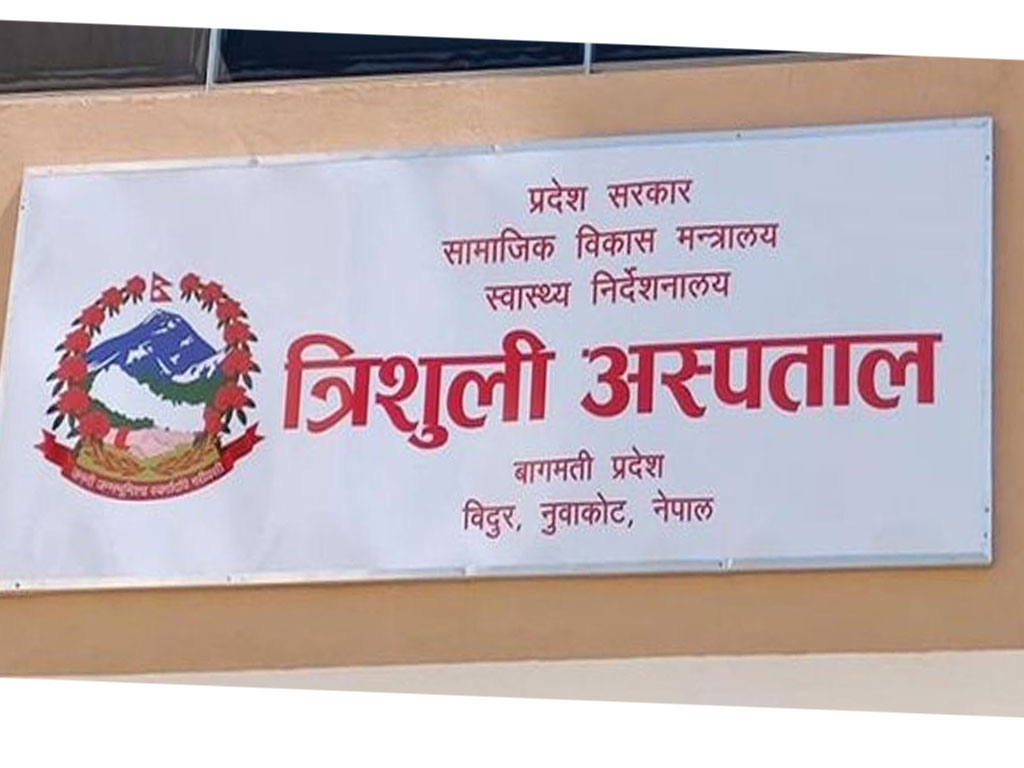 प्रदेश सरकार
सामाजिक विकास मन्त्रालय
स्वास्थ्य निर्देशनालय
त्रिशुली अस्पताल
बागमती प्रदेश
विदुर, नुवाकोट, नेपाल